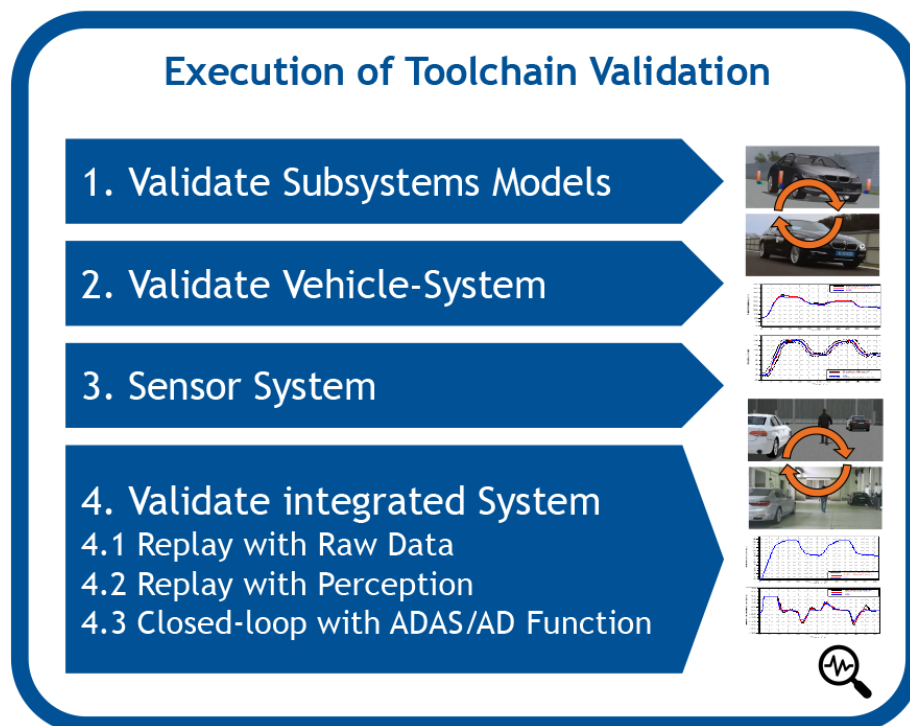 Execution of Toolchain Validation
1. Validate Subsystems Models
2. Validate Vehicle-System
3. Sensor System
4. Validate integrated System
4.1 Replay with Raw Data
4.2 Replay with Perception
4.3 Closed-loop with ADAS/AD Function